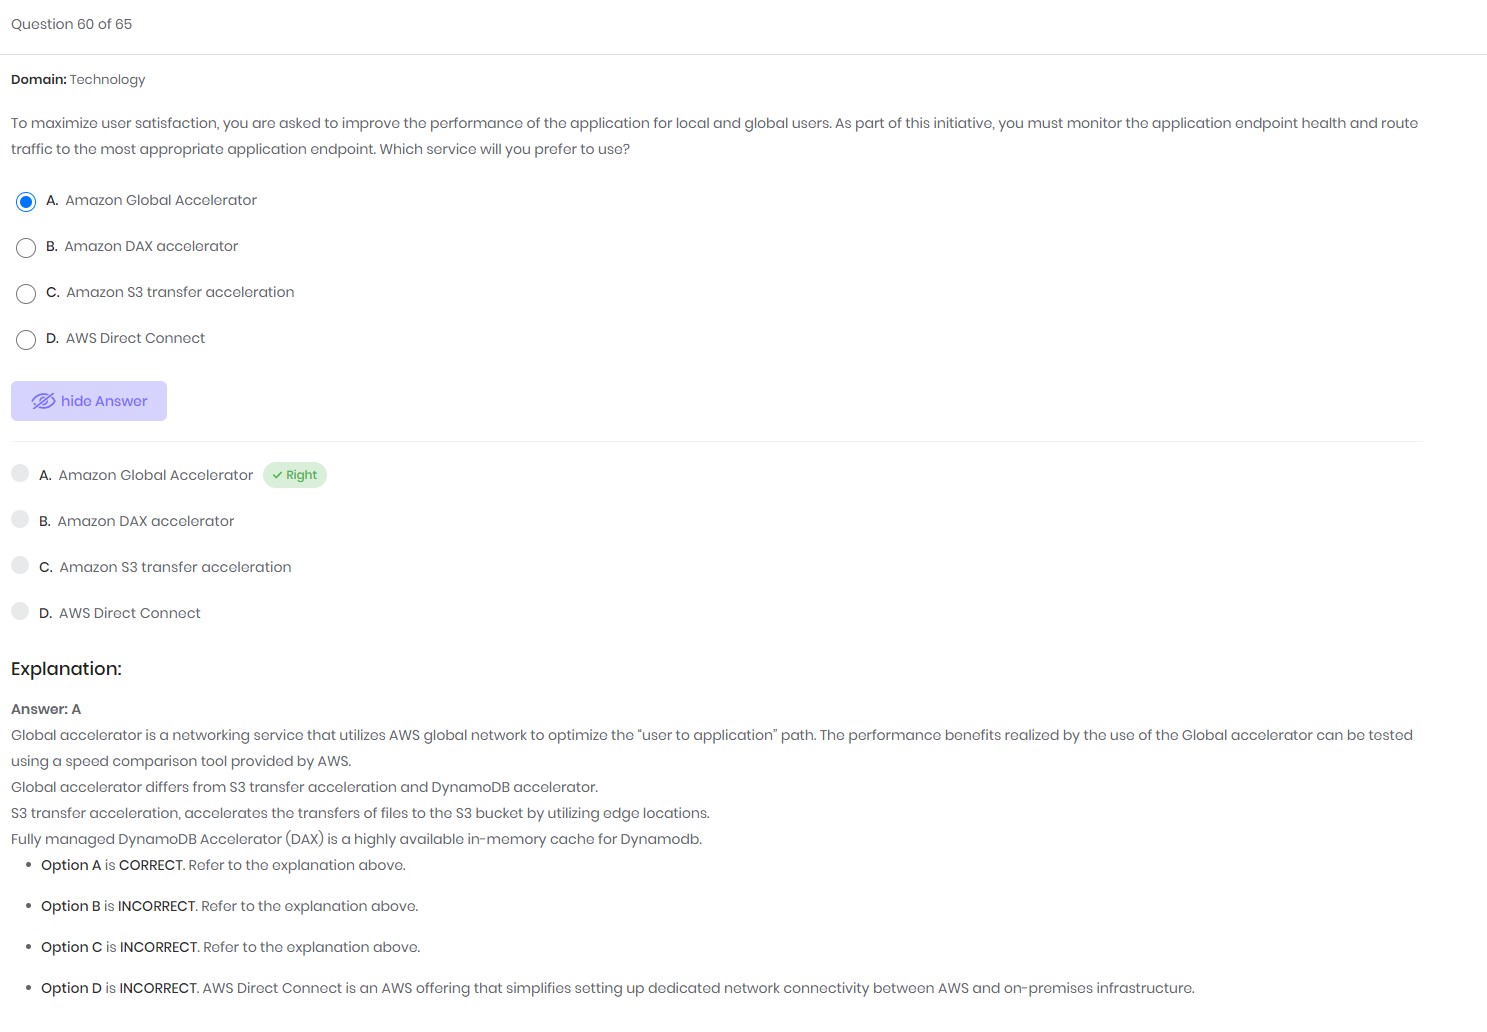 Question 60 of 65
Domain: Technology
To maximize user satisfaction, you are asked to improve the performance of the application for local and global users. As part of this initiative, you must monitor the application endpoint health and route
traffic to the most appropriate application endpoint. Which service will you prefer to use?
A. Amazon Global Accelerator
B. Amazon DAX accelerator
C. Amazon S3 transfer acceleration
D. AWS Direct Connect
hide Answer
A. Amazon Global Accelerator Right
B. Amazon DAX accelerator
C. Amazon S3 transfer acceleration
D. AWS Direct Connect
Explanation:
Answer: A
Global accelerator is a networking service that utilizes AWS global network to optimize the “user to application” path. The performance benefits realized by the use of the Global accelerator can be tested
using a speed comparison tool provided by AWS.
Global accelerator differs from S3 transfer acceleration and DynamoDB accelerator.
S3 transfer acceleration, accelerates the transfers of files to the S3 bucket by utilizing edge locations.
Fully managed DynamoDB Accelerator (DAX) is a highly available in-memory cache for Dynamodb.
• Option A is CORRECT. Refer to the explanation above.
• Option B is INCORRECT. Refer to the explanation above.
• Option C is INCORRECT. Refer to the explanation above.
• Option D is INCORRECT. AWS Direct Connect is an AWS offering that simplifies setting up dedicated network connectivity between AWS and on-premises infrastructure.